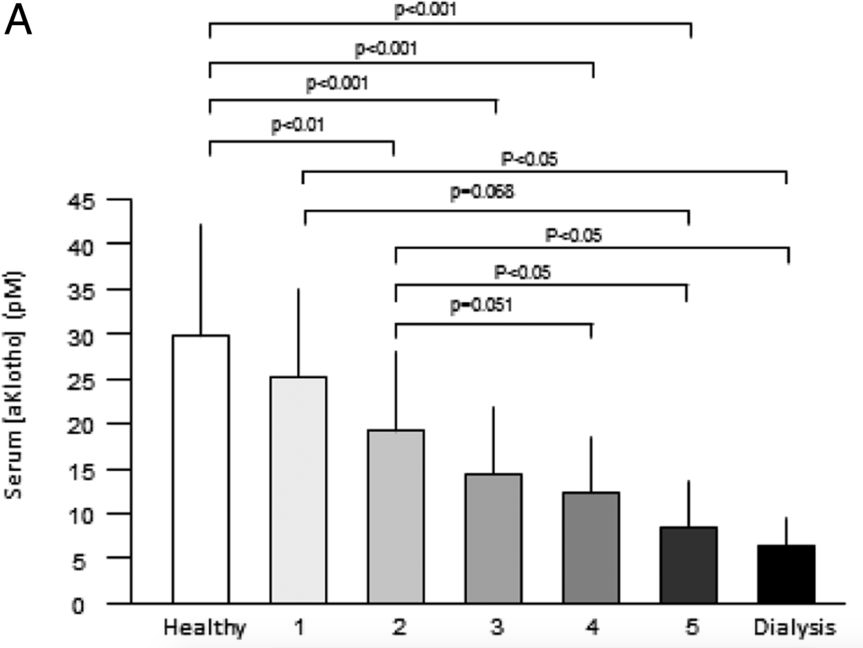 A
p<0.001
p<0.001
p<0.001
p<0.01
P<0.05
p=0.068
P<0.05
P<0.05
p=0.051
Serum [aKlotho] (pM)
45
40
35
30
25
20
15
10
5
0
Healthy 1 2 3 4 5 Dialysis